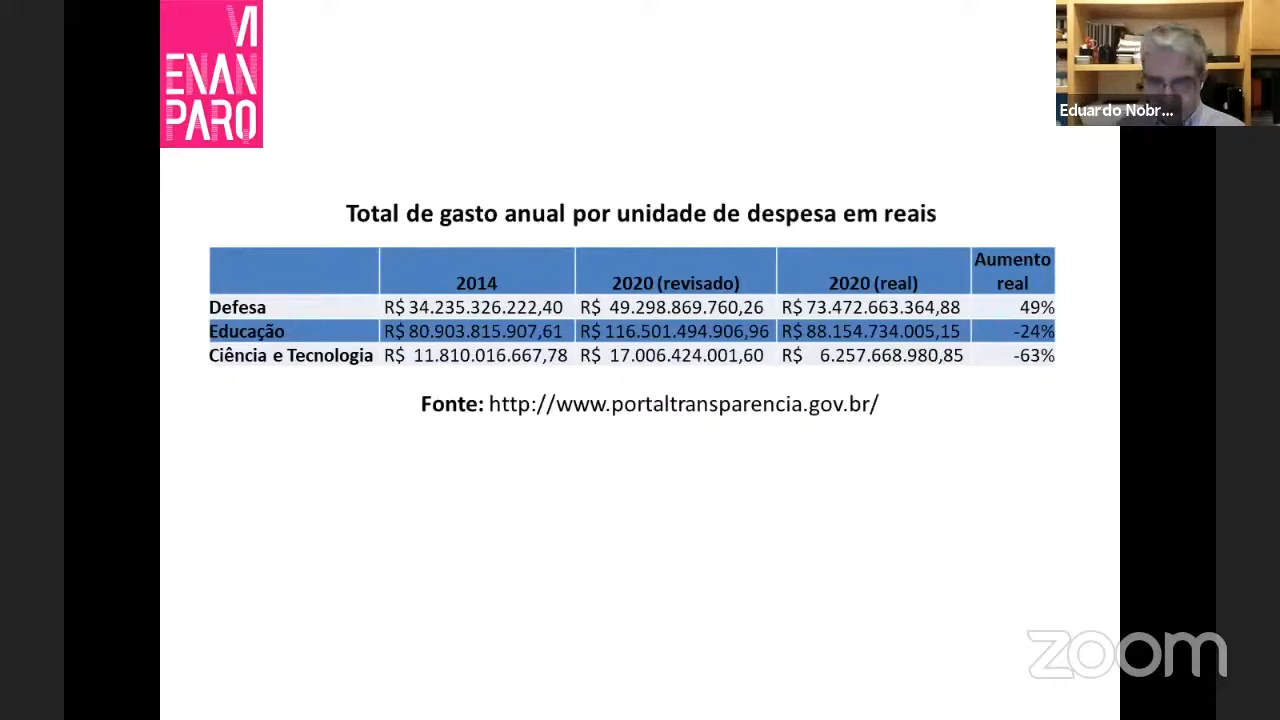 VI
ENAN
PARQ
Eduardo Nobr...
Total de gasto anual por unidade de despesa em reais
2014 2020 (revisado) 2020 (real) Aumento real
Defesa R$ 34.235.326.222,40 R$ 49.298.869.760,26 R$ 73.472.663.364,88 49%
Educação R$ 80.903.815.907,61 R$ 116.501.494.906,96 R$ 88.154.734.005,15 -24%
Ciência e Tecnologia R$ 11.810.016.667,78 R$ 17.006.424.001,60 R$ 6.257.668.980,85 -63%
Fonte: http://www.portaltransparencia.gov.br/
zoom